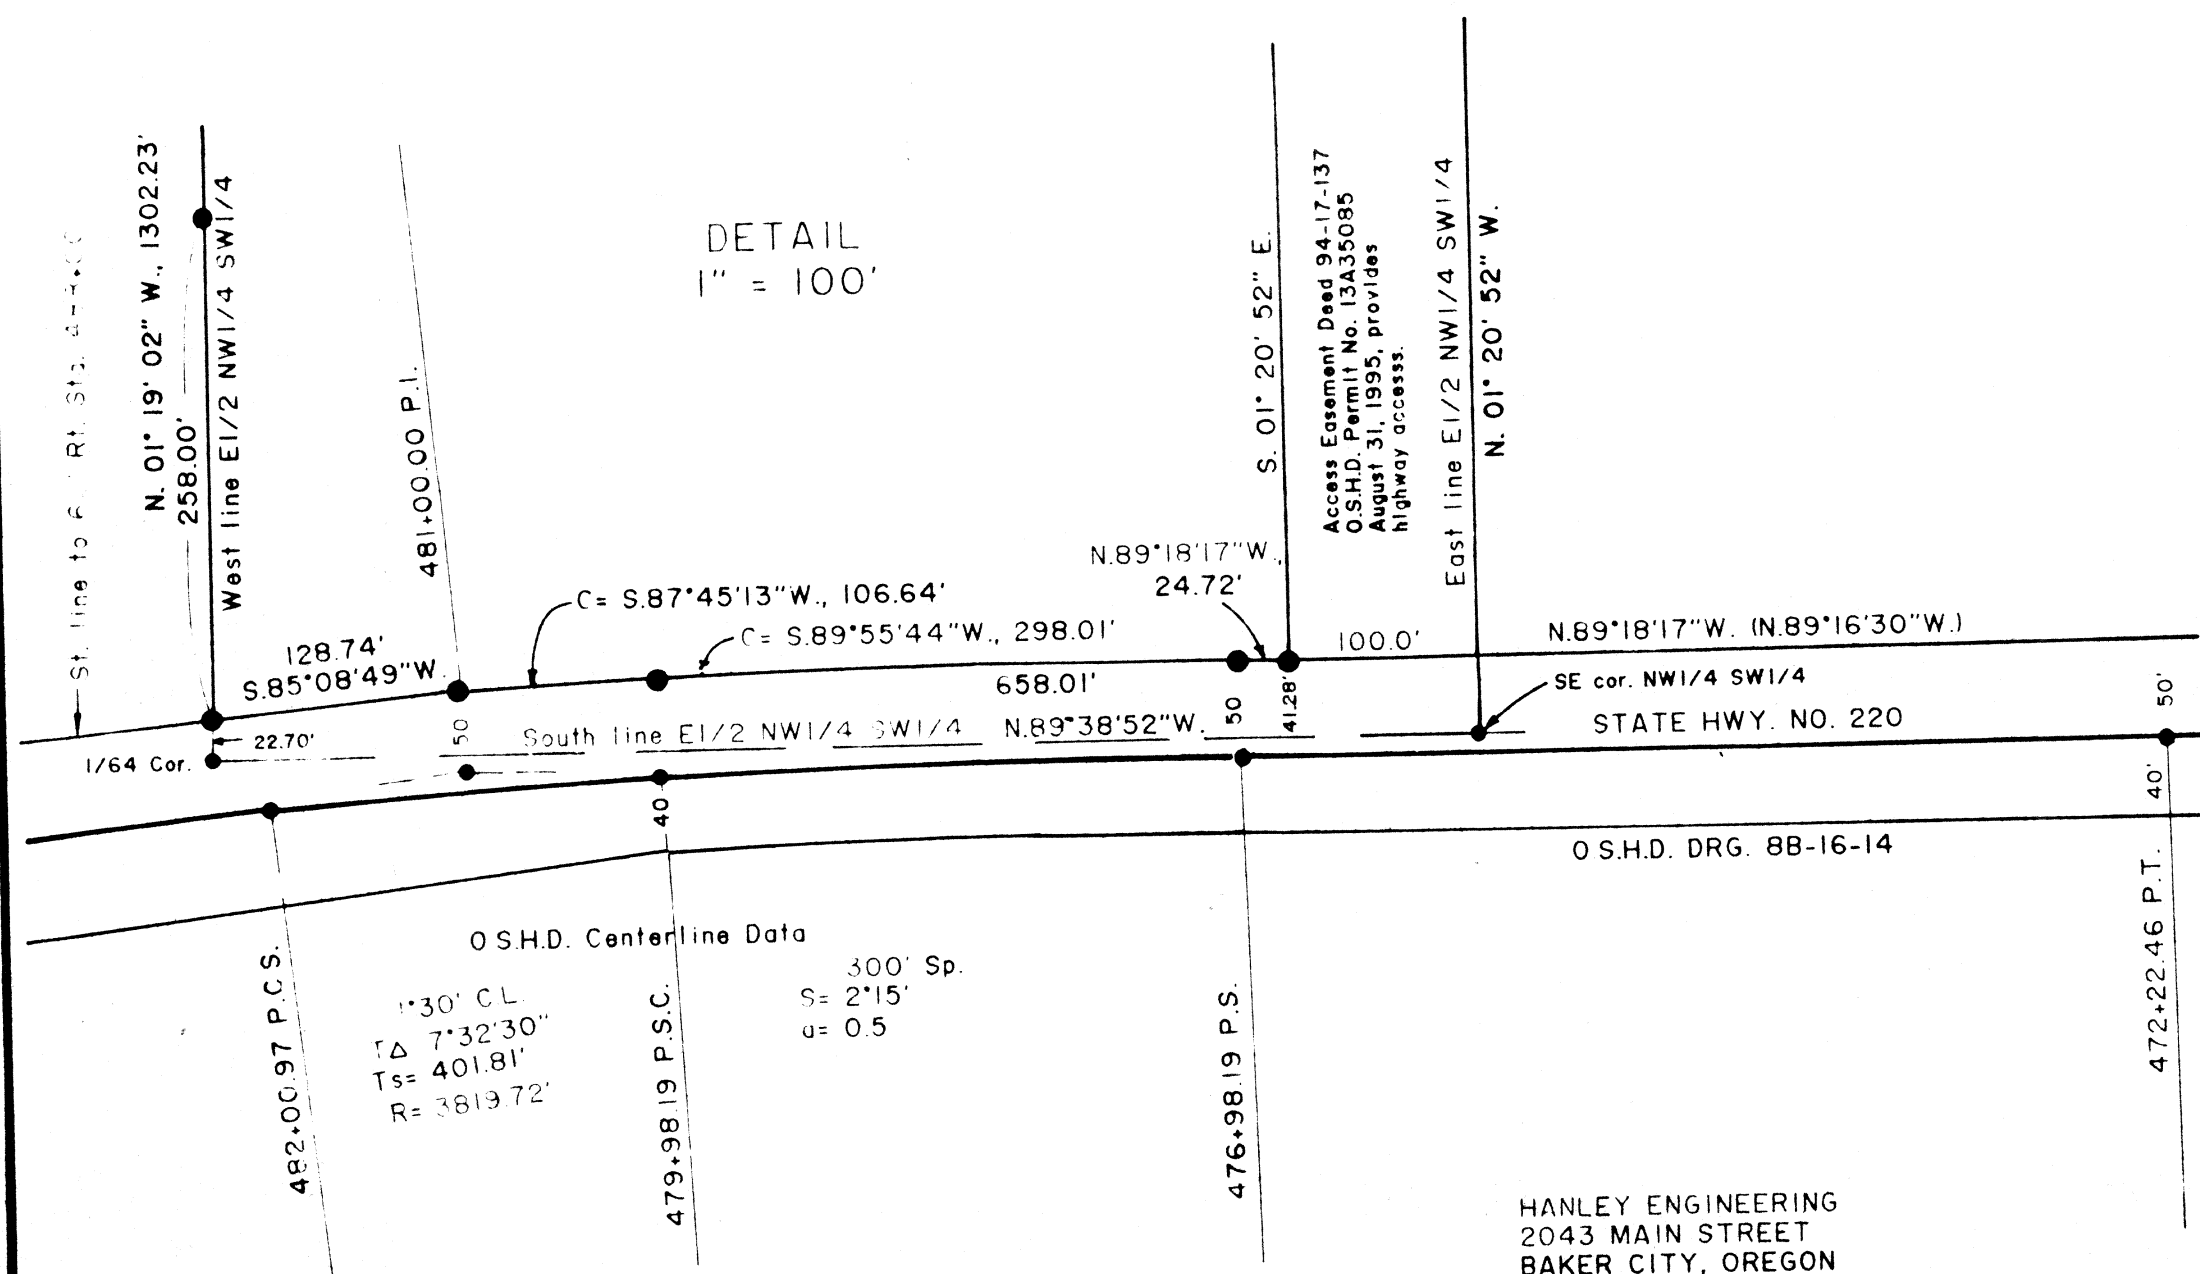 DETAIL
1" = 100'
St. line to
Rt. Sta.
N. 01° 19' 02" W., 1302.23'
258.00'
West line E1/2 NW1/4 SW1/4
481+00.00 P.I.
S. 01° 20' 52" E.
Access Easement Deed 94-17-137
O.S.H.D. Permit No. 13A35085
August 31, 1995, provides
highway access.
East line E1/2 NW1/4 SW1/4
N. 01° 20' 52" W.
N.89°18'17"W.,
24.72'
C= S.87°45'13"W., 106.64'
C= S.89°55'44"W., 298.01'
128.74'
S.85°08'49"W.
100.0'
N.89°18'17"W. (N.89°16'30"W.)
658.01'
SE cor. NW1/4 SW1/4
STATE HWY. NO. 220
50'
50
41.28'
50
South line E1/2 NW1/4 SW1/4 N.89°38'52"W.
22.70'
1/64 Cor.
40
40'
O S.H.D. DRG. 8B-16-14
O S.H.D. Centerline Data
300' Sp.
S= 2°15'
a= 0.5
1°30' C L.
TΔ 7°32'30"
Ts= 401.81'
R= 3819.72'
482+00.97 P.C S.
479+98.19 P.S.C.
476+98.19 P.S.
472+22.46 P.T.
HANLEY ENGINEERING
2043 MAIN STREET
BAKER CITY, OREGON